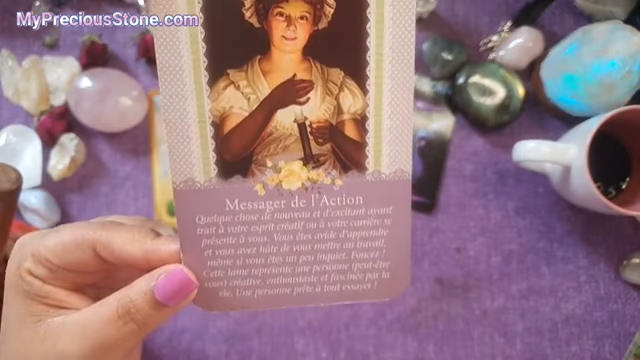 MyPreciousStone.com
Messager de l'Action
Quelque chose de nouveau et d'excitant ayant
trait à votre esprit créatif ou à votre carrière se
présente à vous. Vous êtes avide d'apprendre
et vous avez hâte de vous mettre au travail,
même si vous êtes un peu inquiet. Foncez !
Cette lame représente une personne (peut-être
vous) créative, enthousiaste et fascinée par la
vie. Une personne prête à tout essayer !